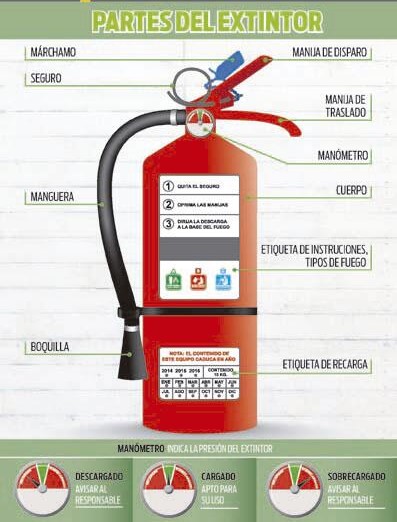 PARTES DEL EXTINTOR
MÁRCHAMO
MANIJA DE DISPARO
SEGURO
MANIJA DE
TRASLADO
MANÓMETRO
MANGUERA
CUERPO
1 QUITA EL SEGURO
2 OPRIMA LAS MANIJAS
3 DIRIJA LA DESCARGA
A LA BASE DEL FUEGO
ETIQUETA DE INSTRUCIONES,
TIPOS DE FUEGO
BOQUILLA
NOTA: EL CONTENIDO DE
ESTE EQUIPO CADUCA EN AÑO
2014 2015 2016 CONTENIDO
10 KG.
ENE FEB MAR ABR MAY JUN
JUL AGO SEP OCT NOV DIC
ETIQUETA DE RECARGA
MANÓMETRO INDICA LA PRESIÓN DEL EXTINTOR
DESCARGADO
AVISAR AL
RESPONSABLE
CARGADO
APTO PARA
SU USO
SOBRECARGADO
AVISAR AL
RESPONSABLE